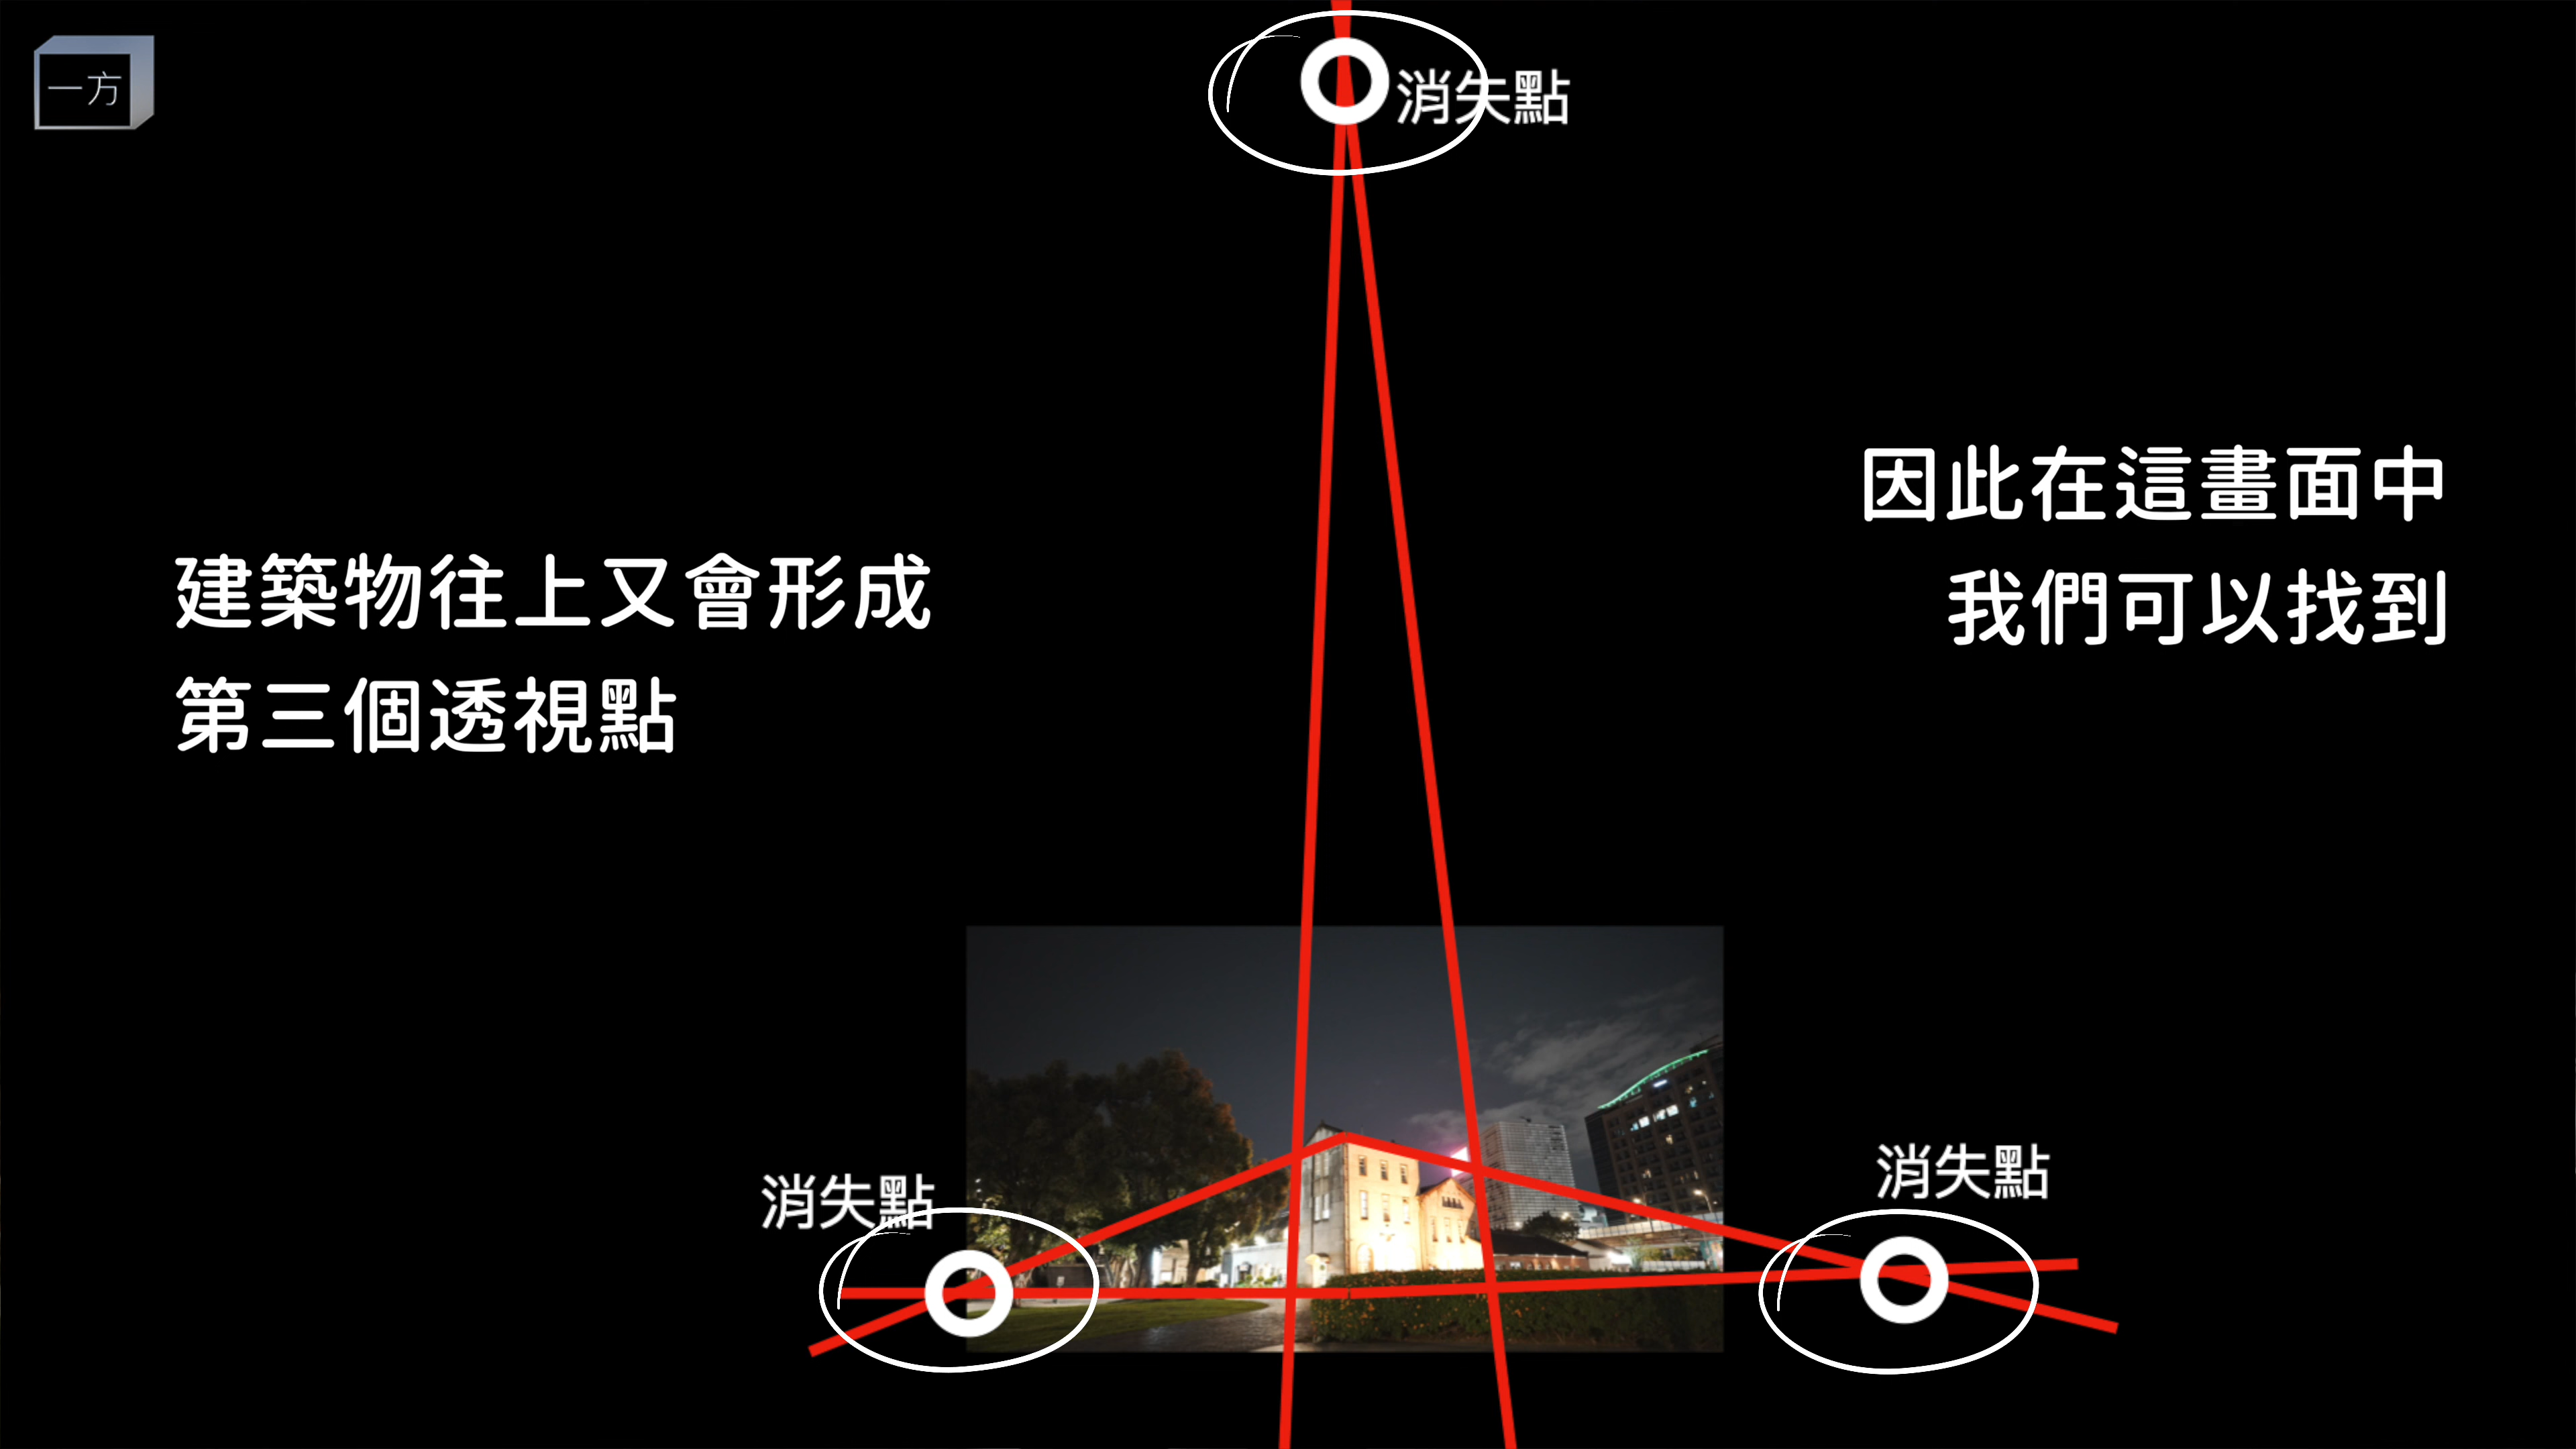 一方
消失點
建築物往上又會形成
第三個透視點
因此在這畫面中
我們可以找到
消失點
消失點